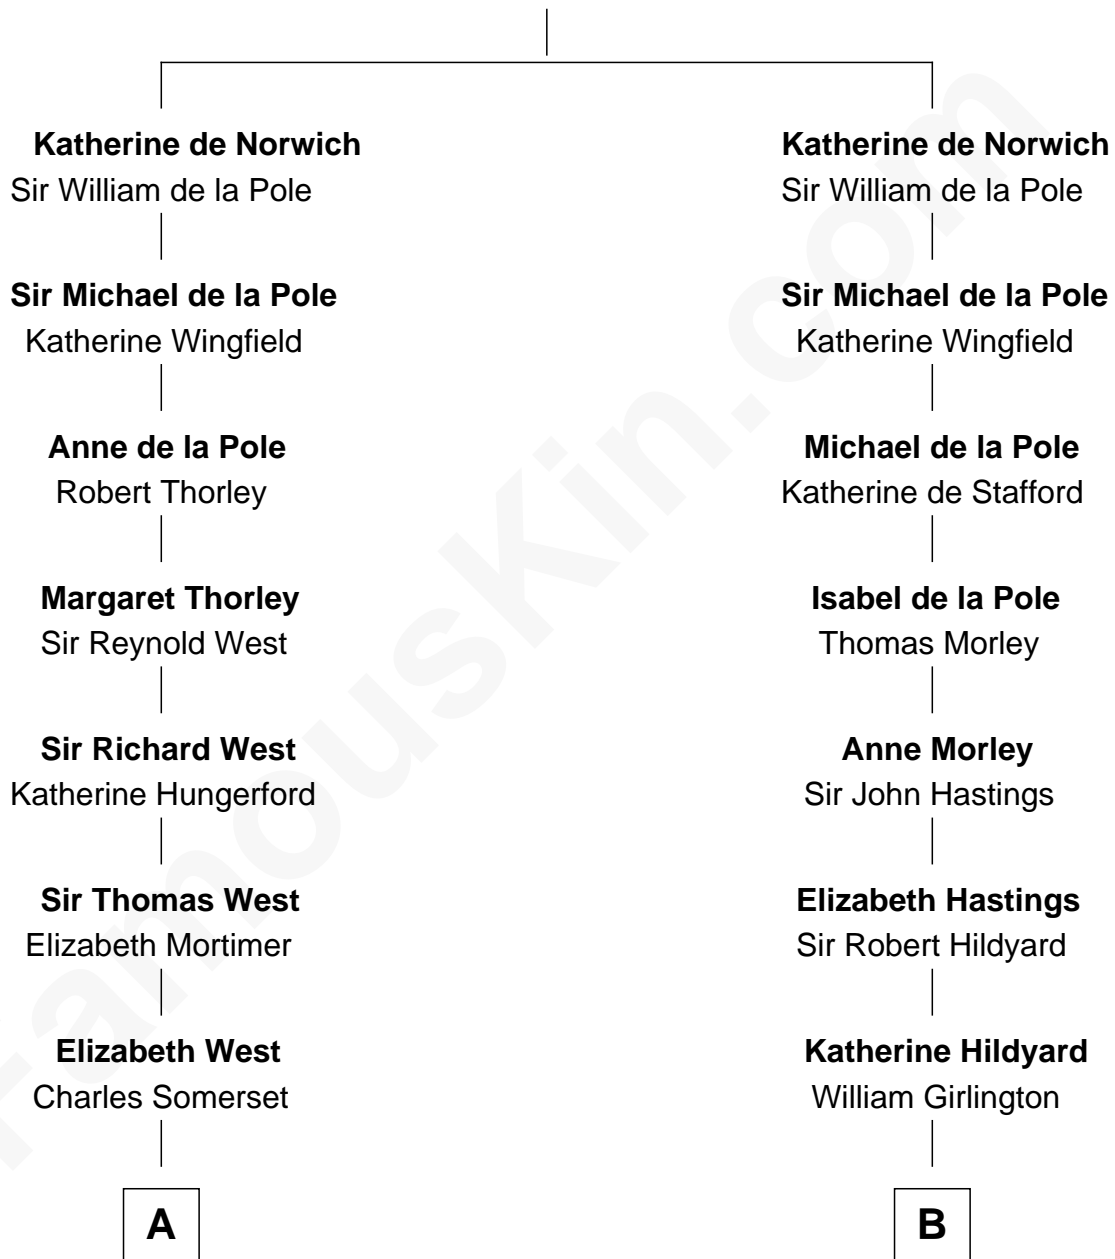 Katherine de Norwich
Sir William de la Pole
Sir Michael de la Pole
Katherine Wingfield
Anne de la Pole
Robert Thorley
Margaret Thorley
Sir Reynold West
Sir Richard West
Katherine Hungerford
Sir Thomas West
Elizabeth Mortimer
Elizabeth West
Charles Somerset
A
Katherine de Norwich
Sir William de la Pole
Sir Michael de la Pole
Katherine Wingfield
Michael de la Pole
Katherine de Stafford
Isabel de la Pole
Thomas Morley
Anne Morley
Sir John Hastings
Elizabeth Hastings
Sir Robert Hildyard
Katherine Hildyard
William Girlington
B
FamousKin.com